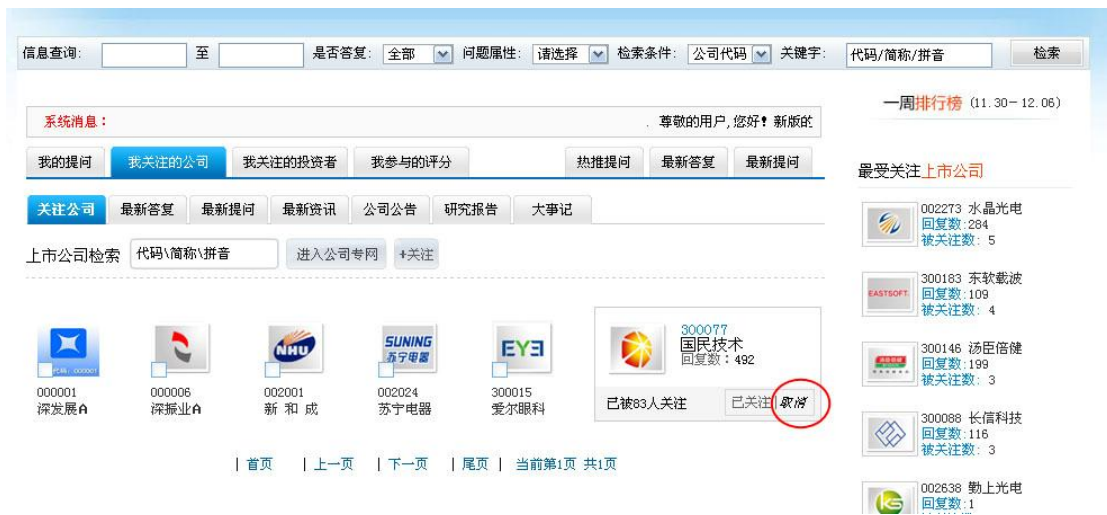 信息查询: 至 是否答复: 全部 问题属性: 请选择 检索条件: 公司代码 关键字: 代码/简称/拼音 检索
一周排行榜 (11.30-12.06)
系统消息: . 尊敬的用户,您好! 新版的
我的提问 我关注的公司 我关注的投资者 我参与的评分 热推提问 最新答复 最新提问
最受关注上市公司
关注公司 最新答复 最新提问 最新资讯 公司公告 研究报告 大事记
上市公司检索 代码\简称\拼音 进入公司专网 +关注
002273 水晶光电
回复数:284
被关注数: 5
EASTSOFT.
300183 东软载波
回复数:109
被关注数: 4
300146 汤臣倍健
回复数:199
被关注数: 3
300088 长信科技
回复数:116
被关注数: 3
002638 勤上光电
回复数:1
代码: 000001
000001
深发展A
000006
深振业A
NHU
002001
新 和 成
SUNING
苏宁电器
002024
苏宁电器
EYE
300015
爱尔眼科
300077
国民技术
回复数:492
已被83人关注 已关注 取消
| 首页 | 上一页 | 下一页 | 尾页 | 当前第1页 共1页